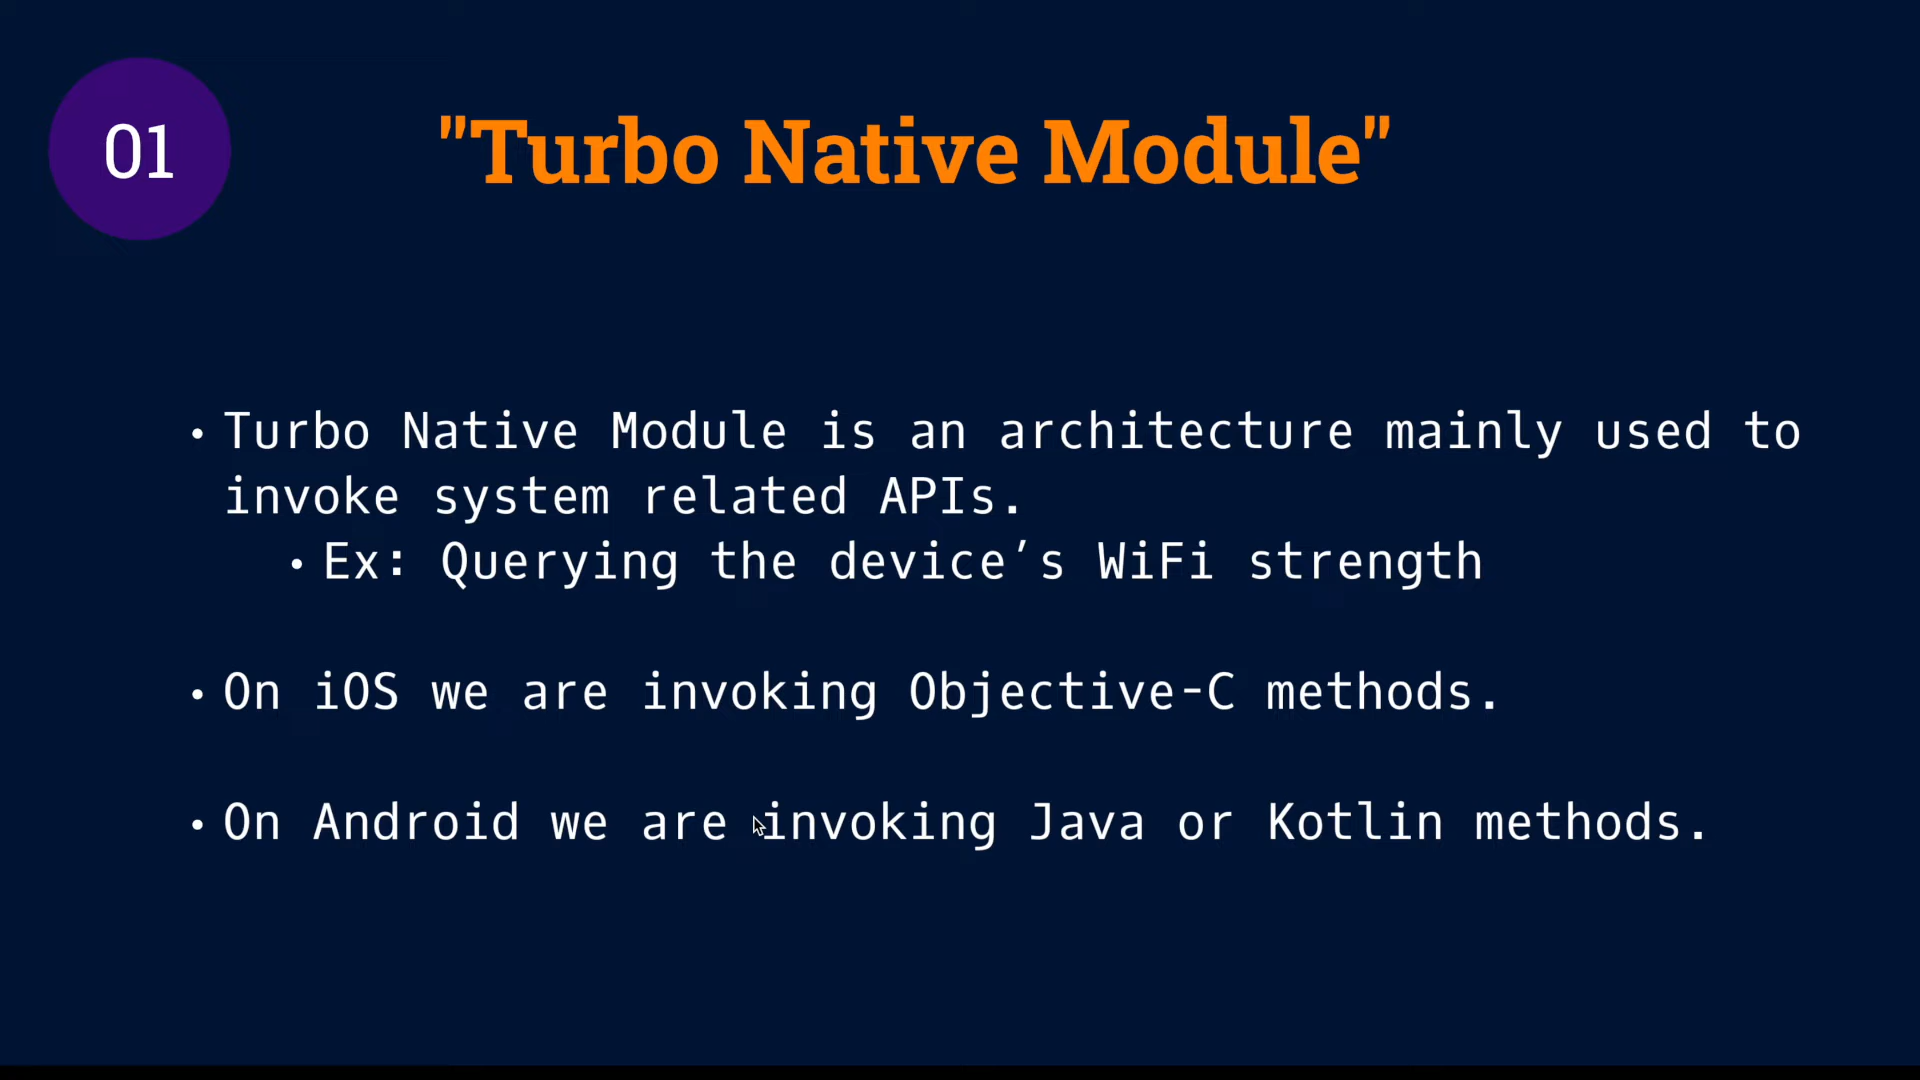 01
"Turbo Native Module"
• Turbo Native Module is an architecture mainly used to
invoke system related APIs.
• Ex: Querying the device’s WiFi strength
• On iOS we are invoking Objective-C methods.
• On Android we are invoking Java or Kotlin methods.